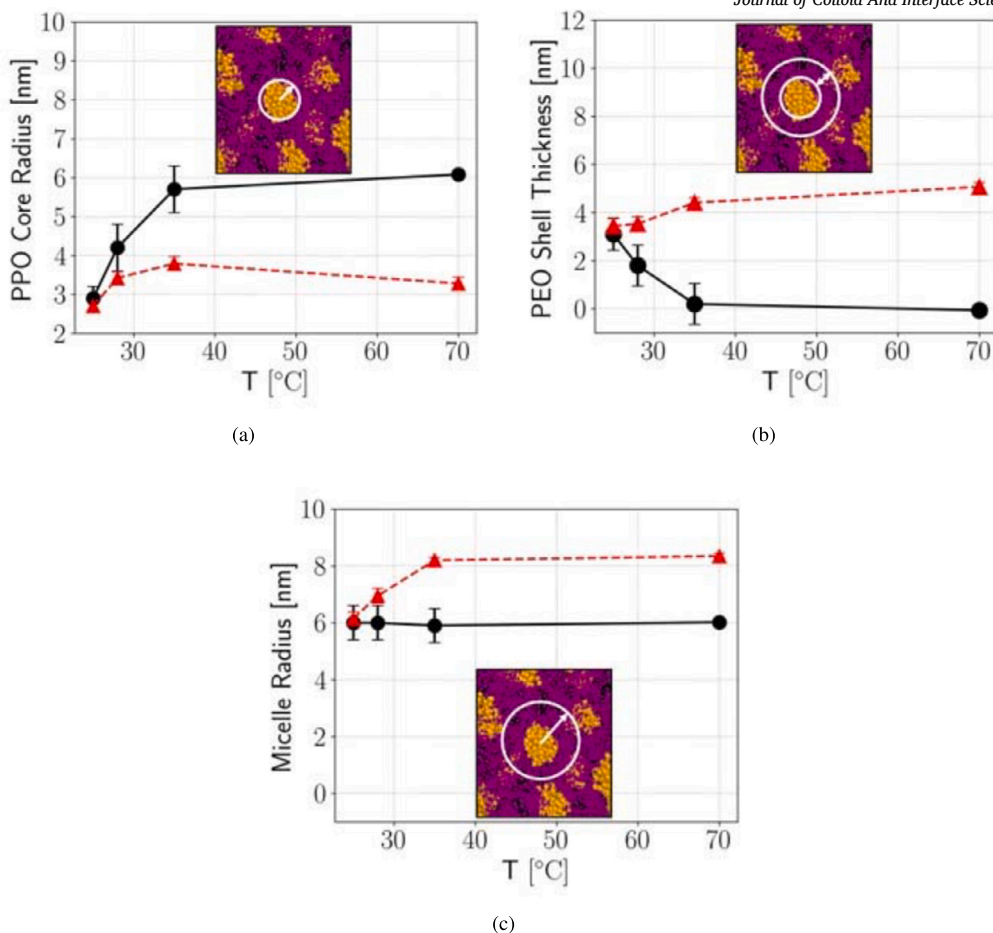 Journal of Colloid And Interface Scie
10
9
8
7
6
5
4
3
2
PPO Core Radius [nm]
30 40 50 60 70
T [°C]
(a)
12
10
8
6
4
2
0
PEO Shell Thickness [nm]
30 40 50 60 70
T [°C]
(b)
10
8
6
4
2
0
Micelle Radius [nm]
30 40 50 60 70
T [°C]
(c)